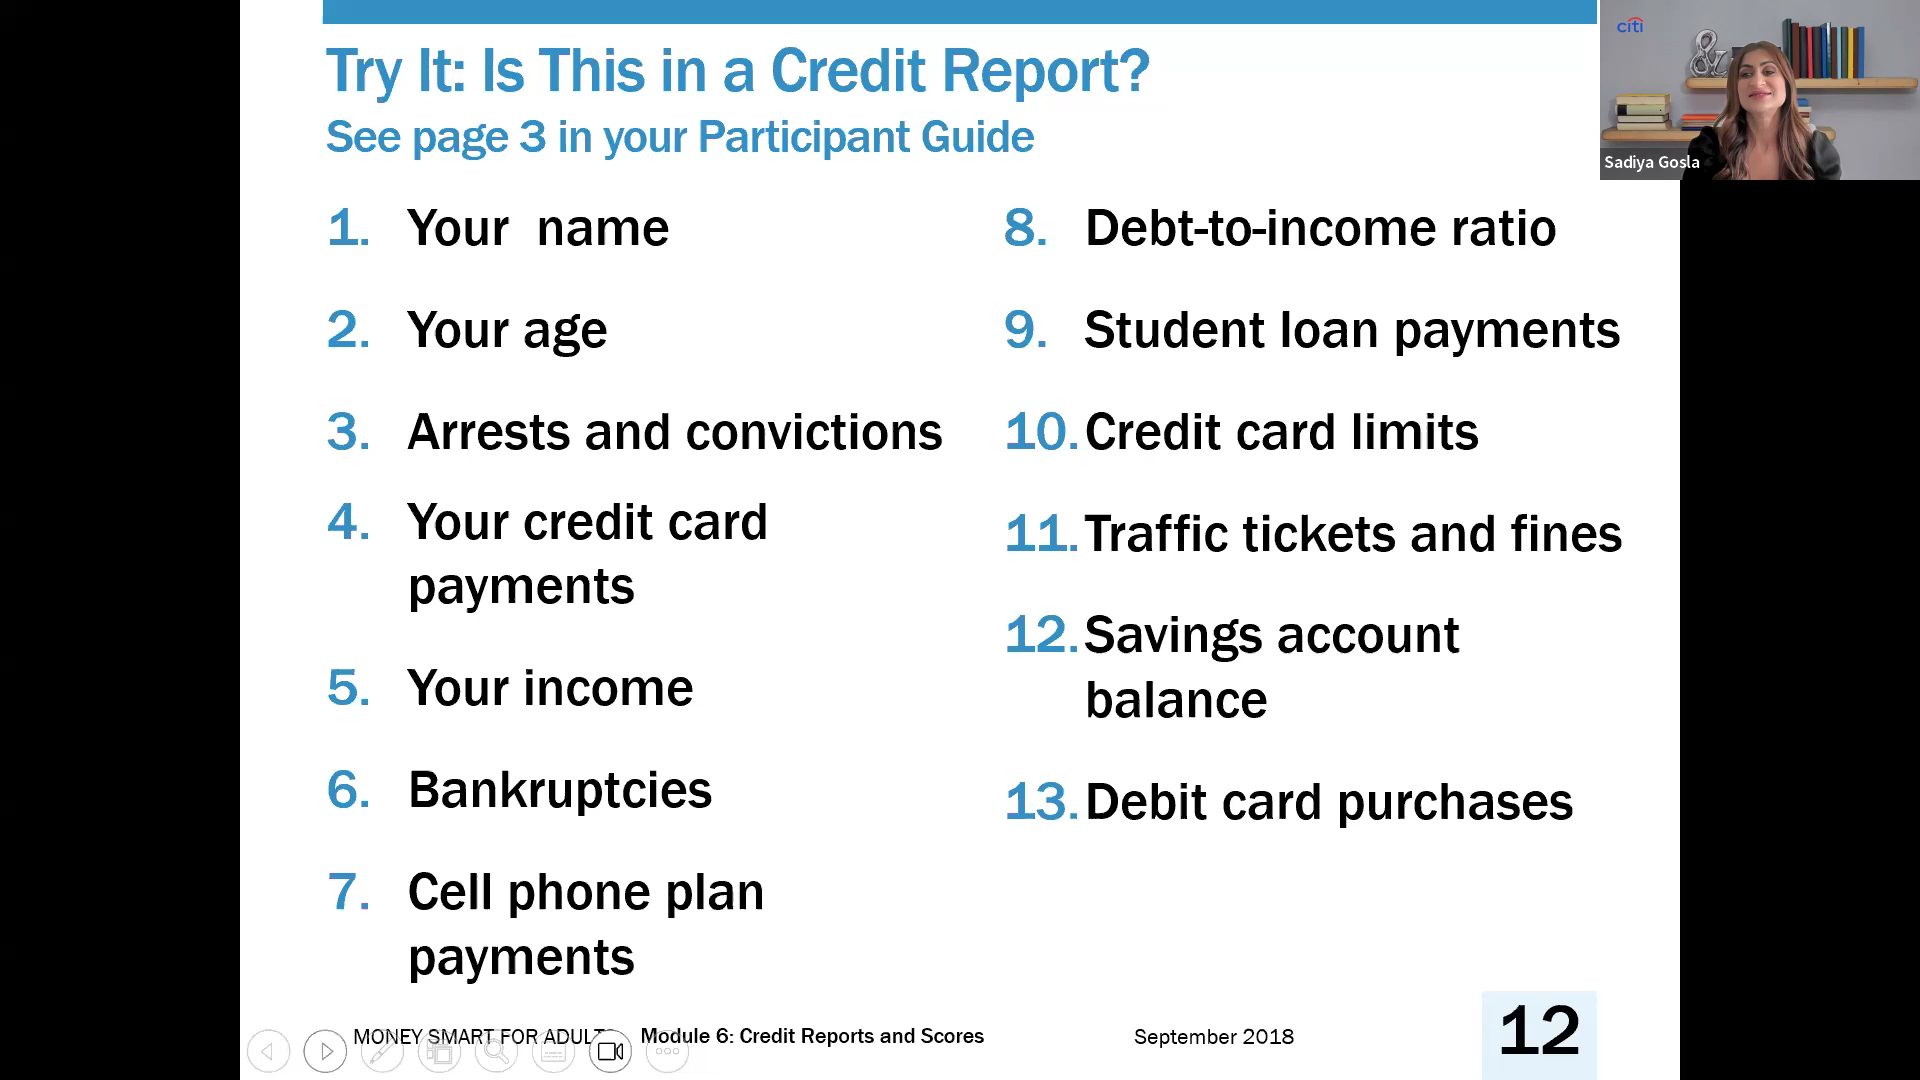 Try It: Is This in a Credit Report?
See page 3 in your Participant Guide
1. Your name
2. Your age
3. Arrests and convictions
4. Your credit card
payments
5. Your income
6. Bankruptcies
7. Cell phone plan
payments
8. Debt-to-income ratio
9. Student loan payments
10. Credit card limits
11. Traffic tickets and fines
12. Savings account
balance
13. Debit card purchases
MONEY SMART FOR ADULTS Module 6: Credit Reports and Scores September 2018 12
citi
&
Sadiya Gosla